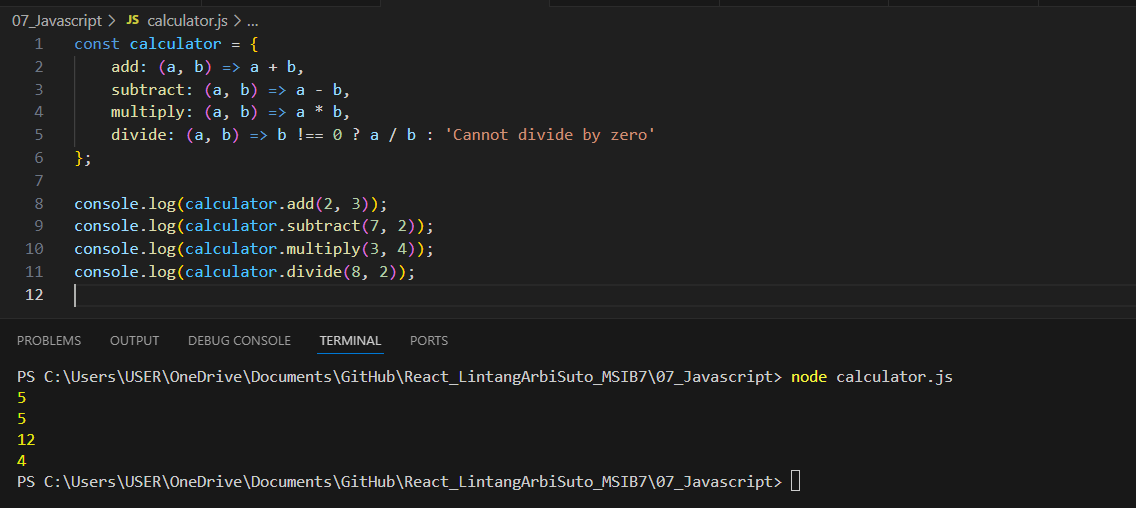 07_Javascript > JS calculator.js > ...
1 const calculator = {
2     add: (a, b) => a + b,
3     subtract: (a, b) => a - b,
4     multiply: (a, b) => a * b,
5     divide: (a, b) => b !== 0 ? a / b : 'Cannot divide by zero'
6 };
7
8 console.log(calculator.add(2, 3));
9 console.log(calculator.subtract(7, 2));
10 console.log(calculator.multiply(3, 4));
11 console.log(calculator.divide(8, 2));
12
PROBLEMS OUTPUT DEBUG CONSOLE TERMINAL PORTS
PS C:\Users\USER\OneDrive\Documents\GitHub\React_LintangArbiSuto_MSIB7\07_Javascript> node calculator.js
5
5
12
4
PS C:\Users\USER\OneDrive\Documents\GitHub\React_LintangArbiSuto_MSIB7\07_Javascript>